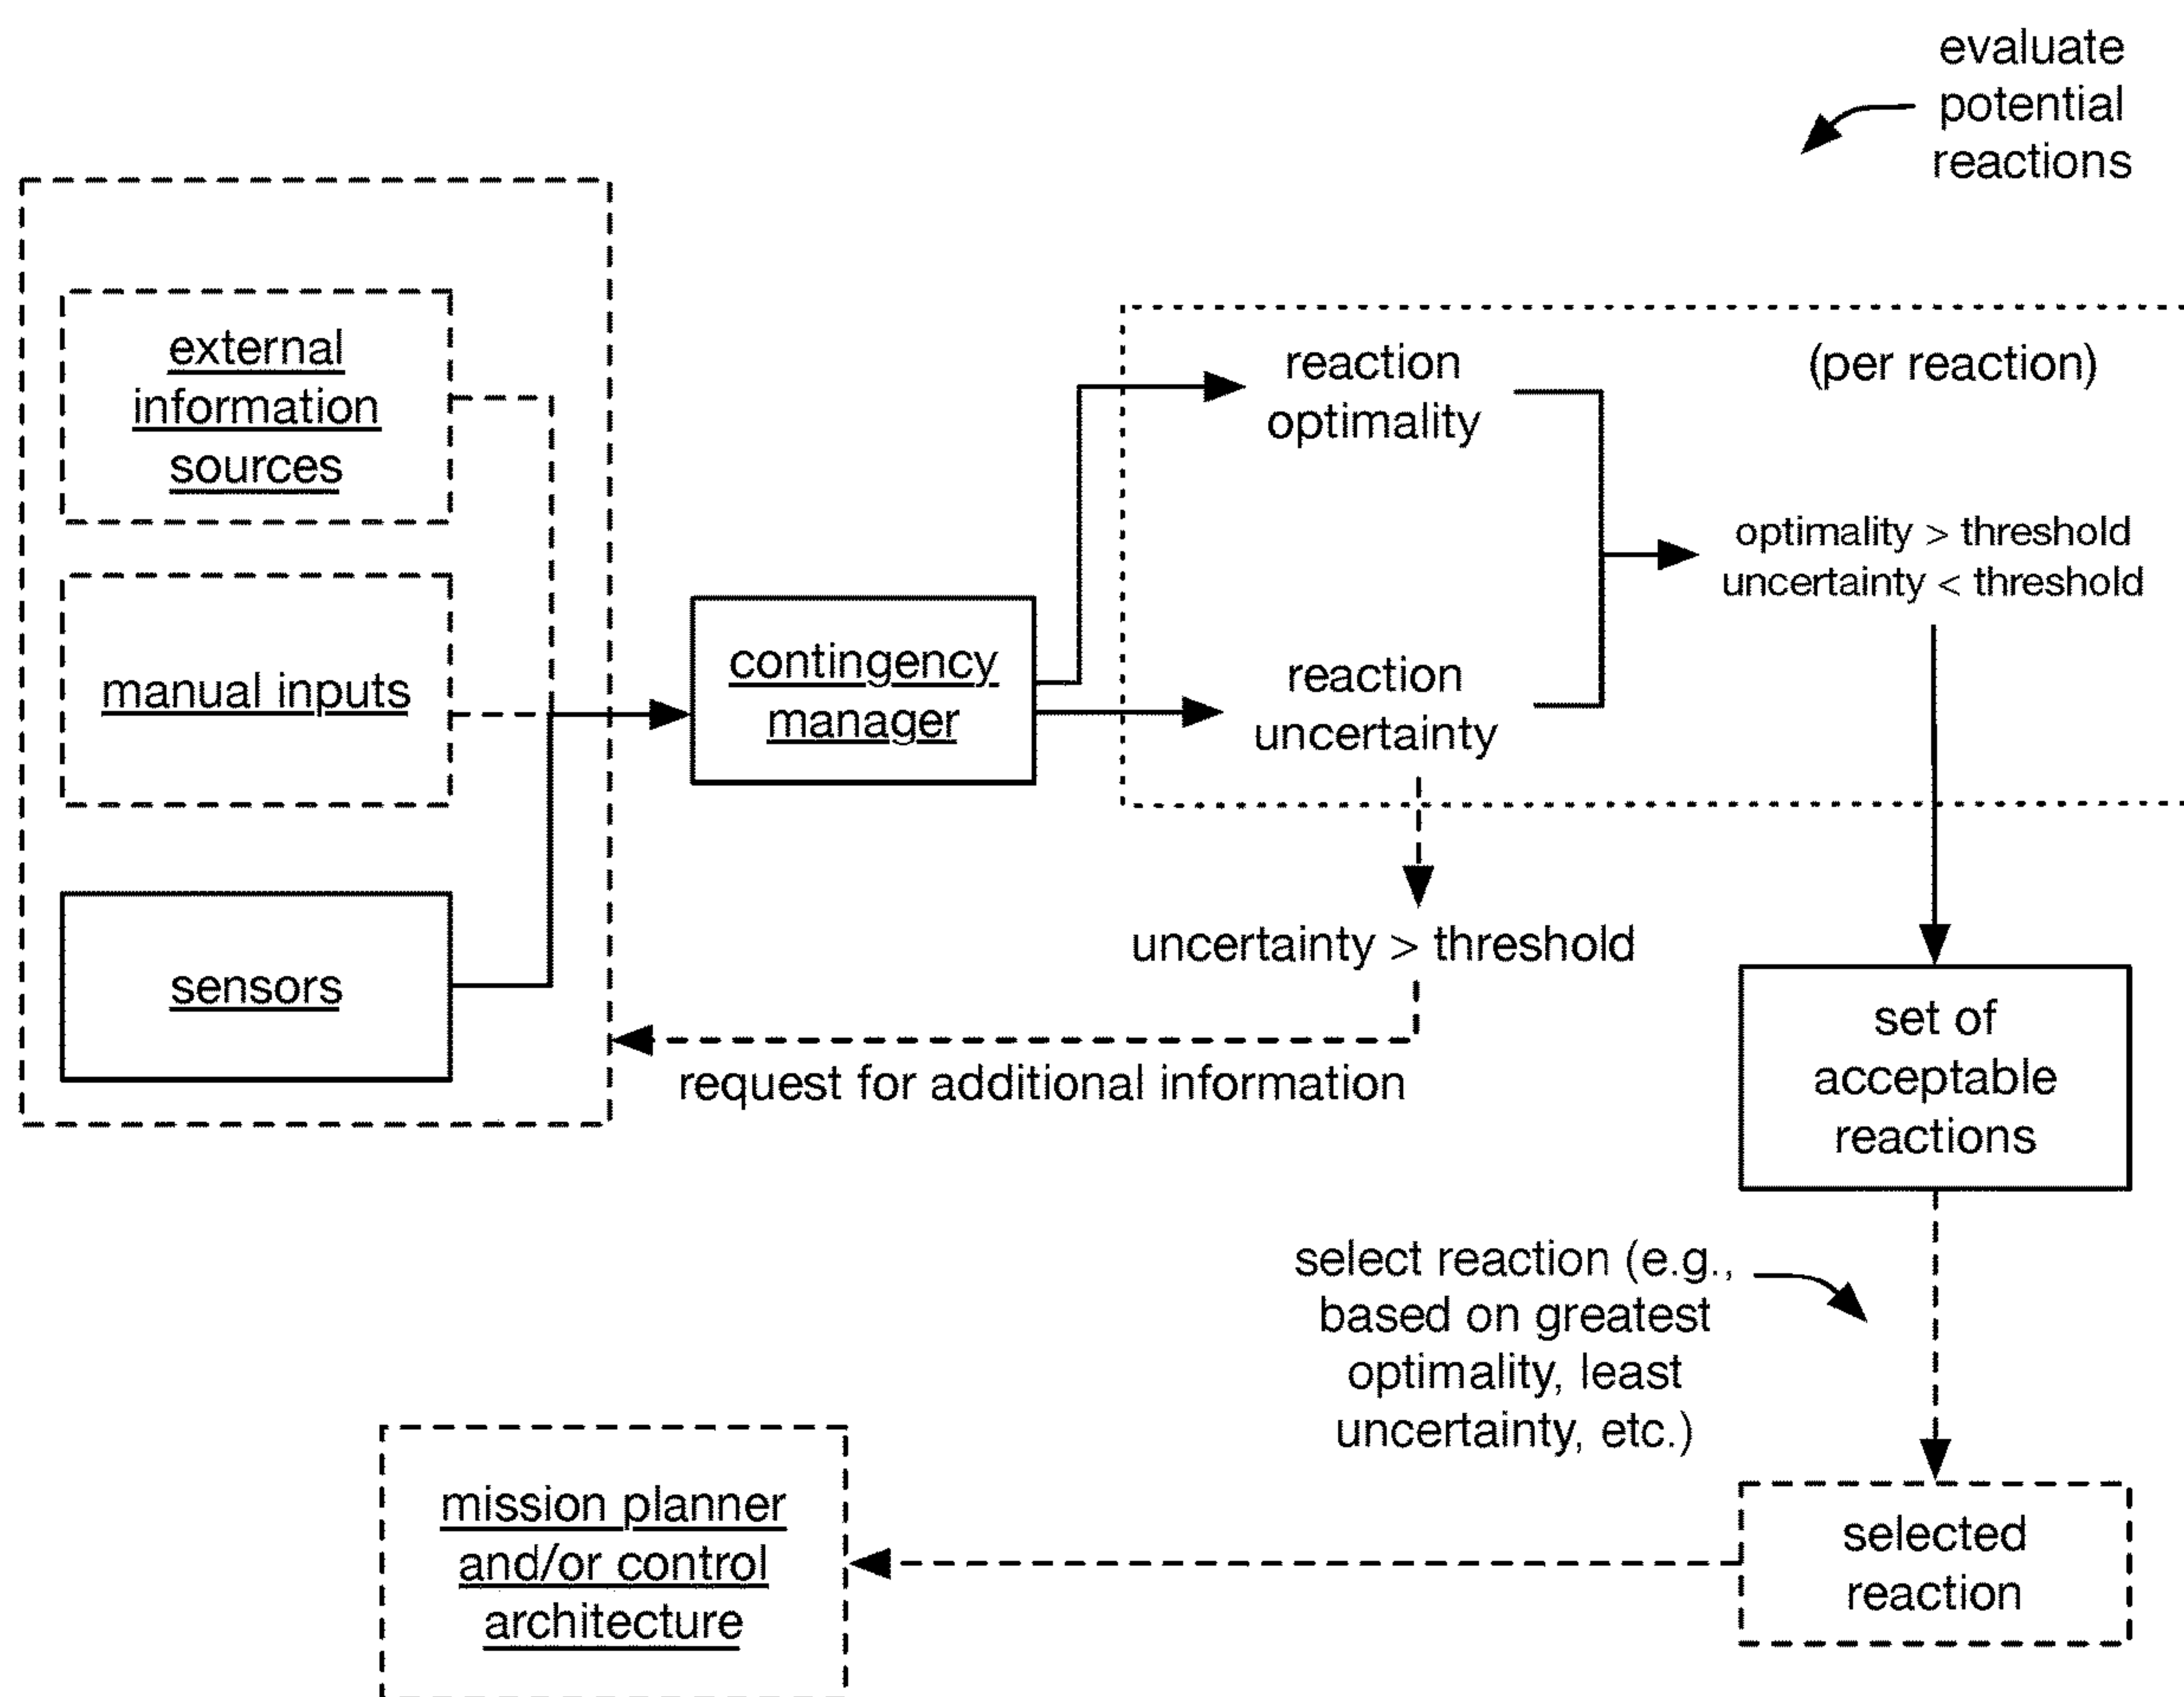 evaluate
potential
reactions
external
information
sources
manual inputs
sensors
contingency
manager
reaction
optimality
(per reaction)
reaction
uncertainty
optimality > threshold
uncertainty < threshold
uncertainty > threshold
request for additional information
set of
acceptable
reactions
select reaction (e.g.,
based on greatest
optimality, least
uncertainty, etc.)
selected
reaction
mission planner
and/or control
architecture